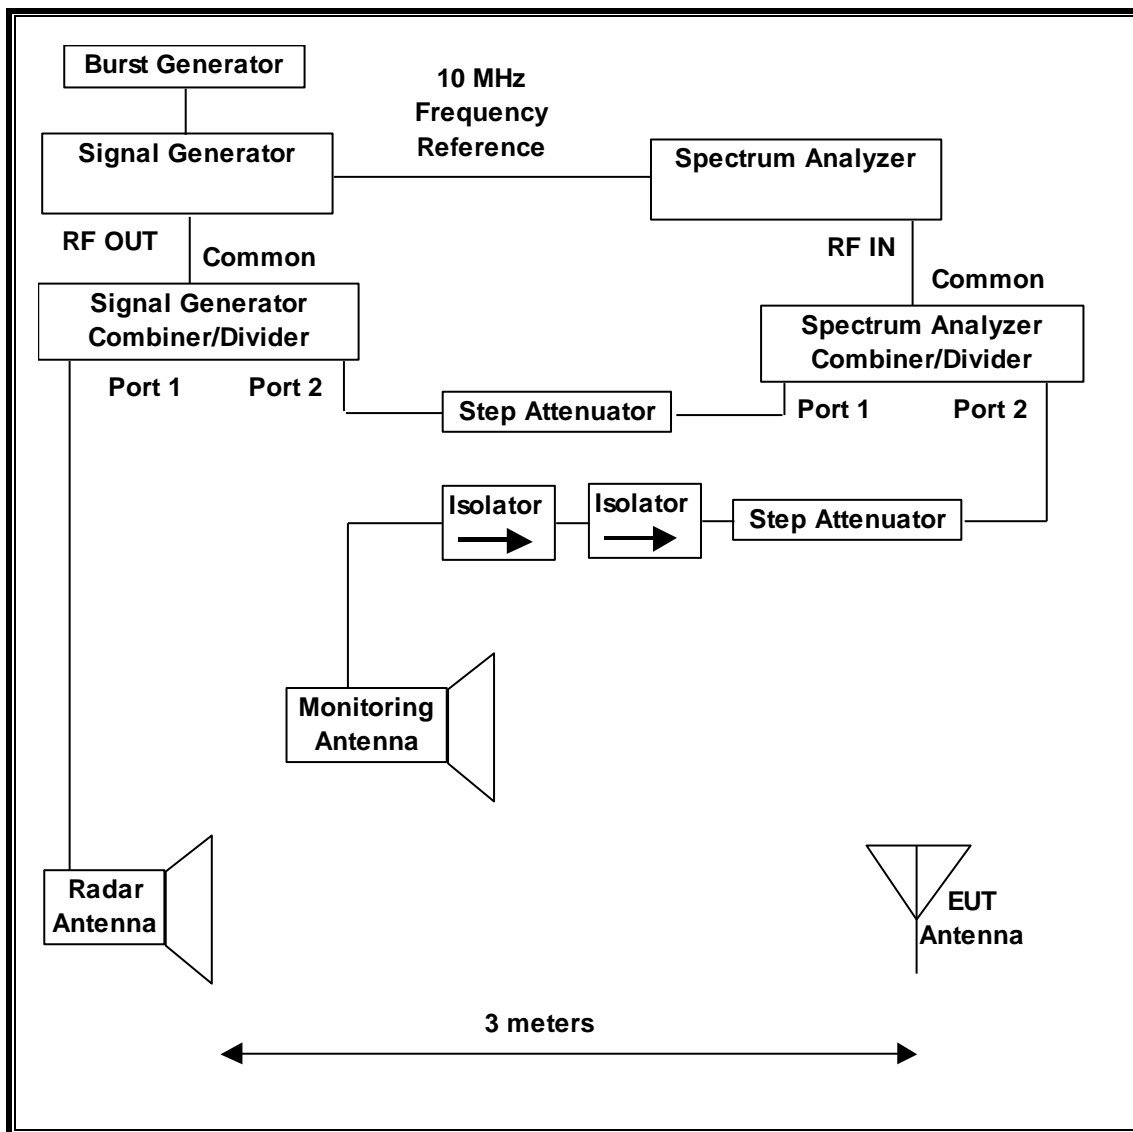 Burst Generator
10 MHz
Frequency
Reference
Signal Generator
Spectrum Analyzer
RF OUT
Common
RF IN
Common
Signal Generator
Combiner/Divider
Spectrum Analyzer
Combiner/Divider
Port 1
Port 2
Step Attenuator
Port 1
Port 2
Isolator
Isolator
Step Attenuator
Monitoring
Antenna
Radar
Antenna
EUT
Antenna
3 meters